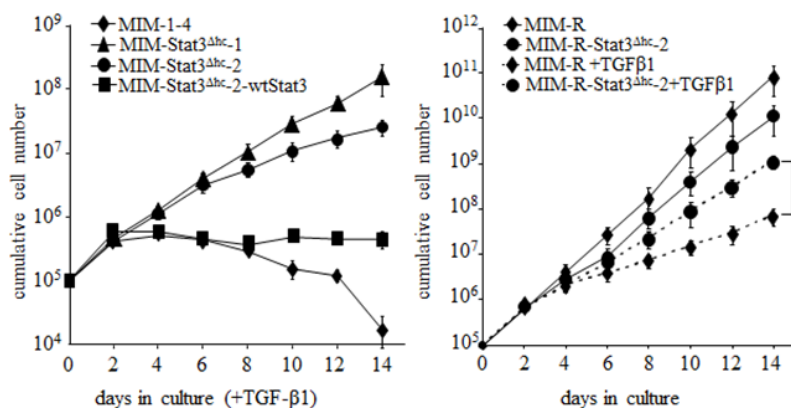 MIM-1-4
MIM-Stat3Δhc-1
MIM-Stat3Δhc-2
MIM-Stat3Δhc-2-wtStat3
cumulative cell number
10⁹
10⁸
10⁷
10⁶
10⁵
10⁴
0 2 4 6 8 10 12 14
days in culture (+TGF-β1)
MIM-R
MIM-R-Stat3Δhc-2
MIM-R +TGFβ1
MIM-R-Stat3Δhc-2+TGFβ1
cumulative cell number
10¹²
10¹¹
10¹⁰
10⁹
10⁸
10⁷
10⁶
10⁵
0 2 4 6 8 10 12 14
days in culture